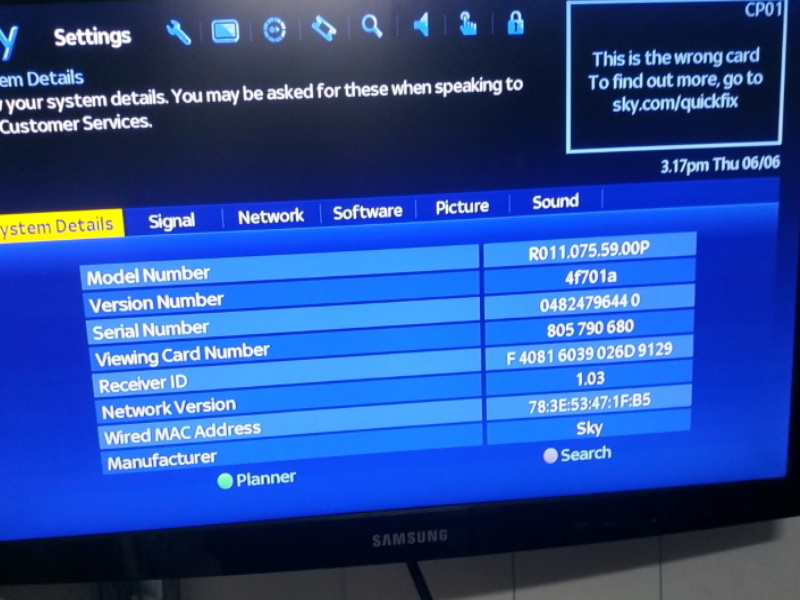 y Settings
CP01
This is the wrong card
To find out more, go to
sky.com/quickfix
em Details
your system details. You may be asked for these when speaking to
Customer Services.
3.17pm Thu 06/06
ystem Details Signal Network Software Picture Sound
Model Number R011.075.59.00P
Version Number 4f701a
Serial Number 0482479644 0
Viewing Card Number 805 790 680
Receiver ID F 4081 6039 026D 9129
Network Version 1.03
Wired MAC Address 78:3E:53:47:1F:B5
Manufacturer Sky
Planner Search
SAMSUNG